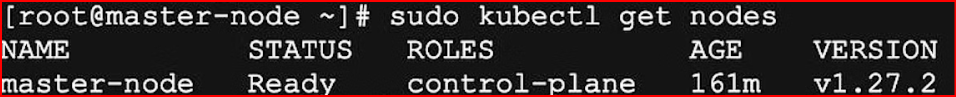 [root@master-node ~]# sudo kubectl get nodes
NAME STATUS ROLES AGE VERSION
master-node Ready control-plane 161m v1.27.2